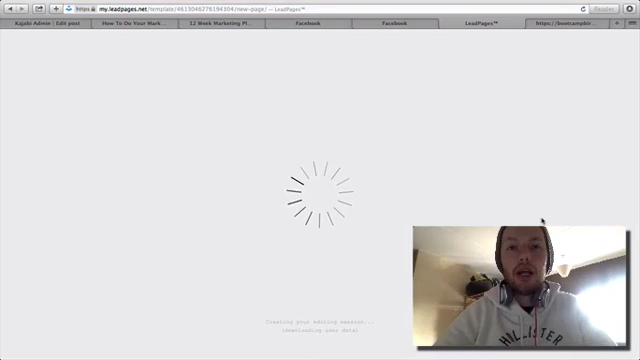 my.leadpages.net/template/4613046276194304/new-page/ — LeadPages™
Reader
Kajabi Admin | Edit post
How To Do Your Mark...
12 Week Marketing Pl...
Facebook
Facebook
LeadPages™
https://bootcampbir...
Creating your editing session...
(downloading user data)
HOLLISTER